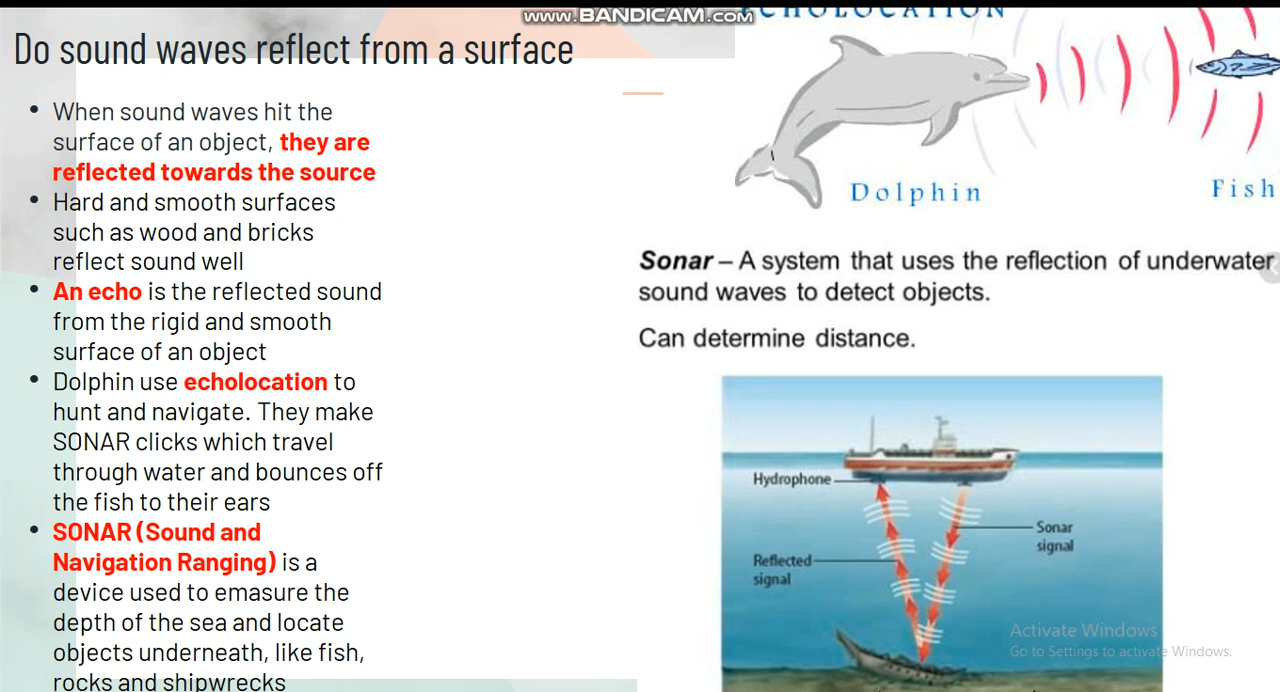 www.BANDICAM.com
ECHOLOCATION
Do sound waves reflect from a surface
When sound waves hit the
surface of an object, they are
reflected towards the source
Hard and smooth surfaces
such as wood and bricks
reflect sound well
An echo is the reflected sound
from the rigid and smooth
surface of an object
Dolphin use echolocation to
hunt and navigate. They make
SONAR clicks which travel
through water and bounces off
the fish to their ears
SONAR (Sound and
Navigation Ranging) is a
device used to emasure the
depth of the sea and locate
objects underneath, like fish,
rocks and shipwrecks
Dolphin
Fish
Sonar – A system that uses the reflection of underwater
sound waves to detect objects.
Can determine distance.
Hydrophone
Sonar
signal
Reflected
signal
Activate Windows
Go to Settings to activate Windows.